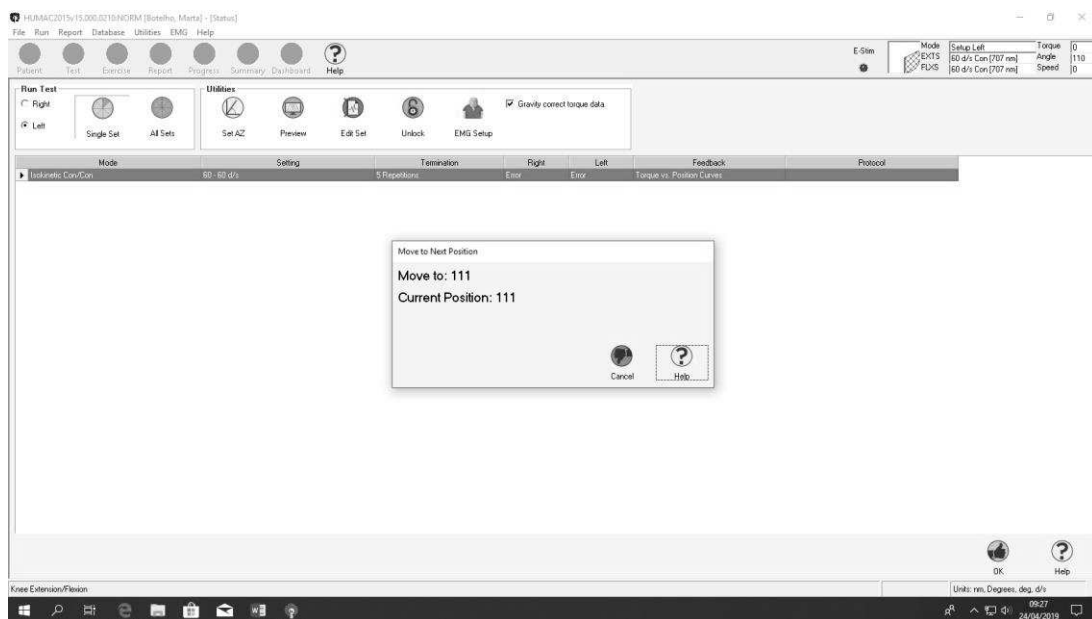 HUMAC2015v15.000.0210.NORM [Botelho, Marta] - [Status]
File Run Report Database Utilities EMG Help
Patient Test Exercise Report Progress Summary Dashboard Help
E-Stim
Mode Setup Left Torque 0
EXTS 60 d/s Con [707 nm] Angle 110
FLXS 60 d/s Con [707 nm] Speed 0
Run Test
Right
Left
Single Set All Sets
Utilities
Set AZ Preview Edit Set Unlock EMG Setup
Gravity correct torque data
Mode Setting Termination Right Left Feedback Protocol
Isokinetic Con/Con 60 - 60 d/s 5 Repetitions Error Error Torque vs. Position Curves
Move to Next Position
Move to: 111
Current Position: 111
Cancel Help
OK Help
Knee Extension/Flexion Units: nm, Degrees, deg, d/s
09:27
24/04/2019